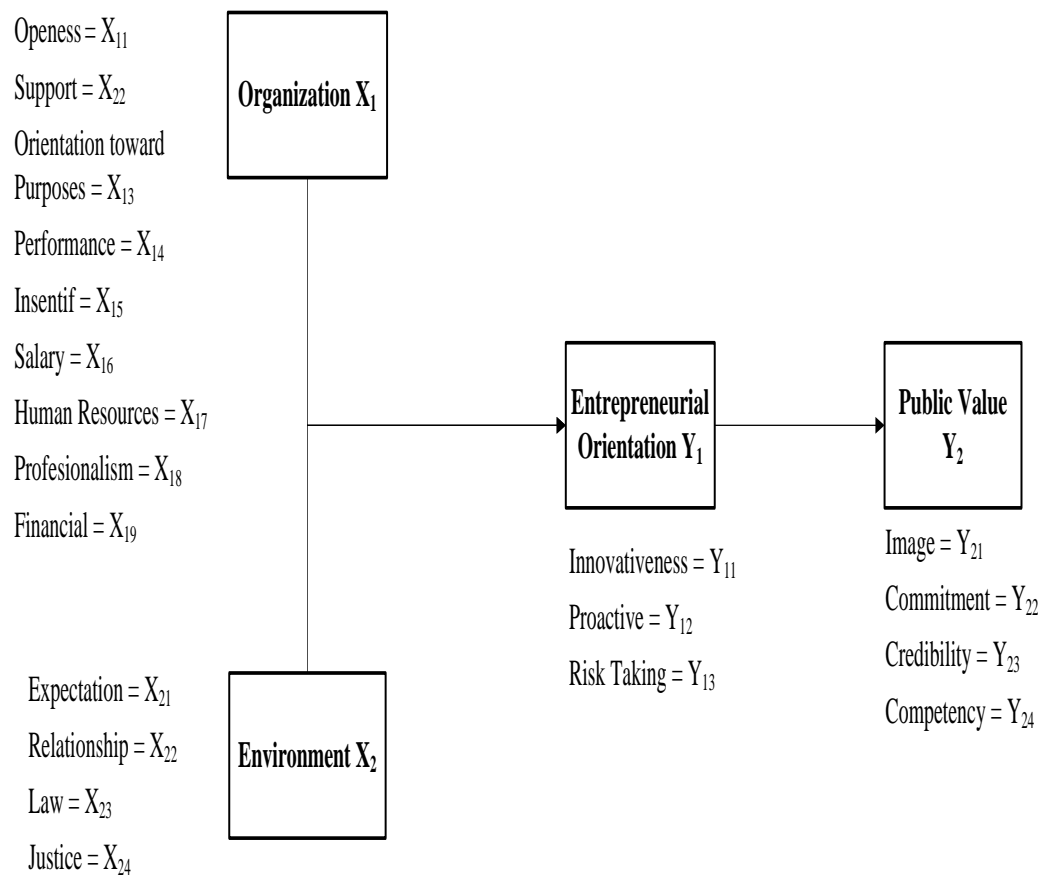 Openess = X₁₁
Support = X₂₂
Orientation toward
Purposes = X₁₃
Performance = X₁₄
Insentif = X₁₅
Salary = X₁₆
Human Resources = X₁₇
Profesionalism = X₁₈
Financial = X₁₉
Organization X₁
Expectation = X₂₁
Relationship = X₂₂
Law = X₂₃
Justice = X₂₄
Environment X₂
Entrepreneurial
Orientation Y₁
Innovativeness = Y₁₁
Proactive = Y₁₂
Risk Taking = Y₁₃
Public Value
Y₂
Image = Y₂₁
Commitment = Y₂₂
Credibility = Y₂₃
Competency = Y₂₄